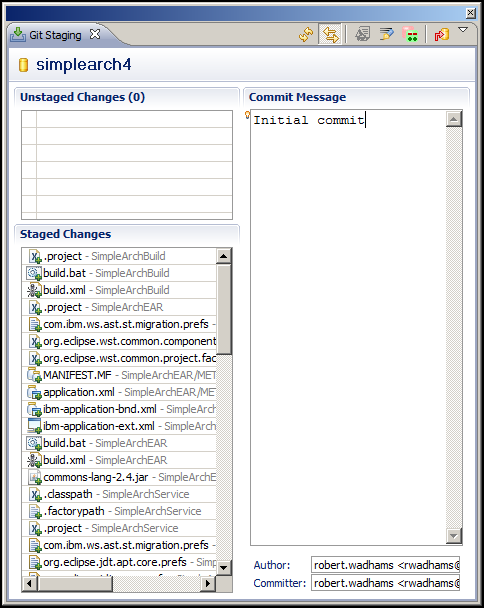 Git Staging
simplearch4
Unstaged Changes (0)
Staged Changes
.project - SimpleArchBuild
build.bat - SimpleArchBuild
build.xml - SimpleArchBuild
.project - SimpleArchEAR
com.ibm.ws.ast.st.migration.prefs -
org.eclipse.wst.common.component
org.eclipse.wst.common.project.fac
MANIFEST.MF - SimpleArchEAR/MET
application.xml - SimpleArchEAR/MET
ibm-application-bnd.xml - SimpleArch
ibm-application-ext.xml - SimpleArch
build.bat - SimpleArchEAR
build.xml - SimpleArchEAR
commons-lang-2.4.jar - SimpleArchE
.classpath - SimpleArchService
.factorypath - SimpleArchService
.project - SimpleArchService
com.ibm.ws.ast.st.migration.prefs -
org.eclipse.jdt.apt.core.prefs - Simple
Commit Message
Initial commit
Author: robert.wadhams <rwadhams@
Committer: robert.wadhams <rwadhams@